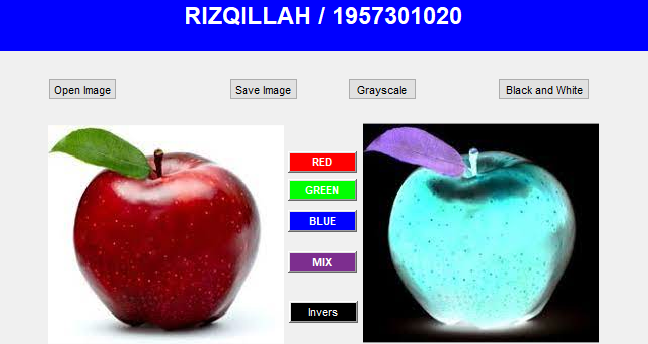 RIZQILLAH / 1957301020
Open Image
Save Image
Grayscale
Black and White
RED
GREEN
BLUE
MIX
Invers